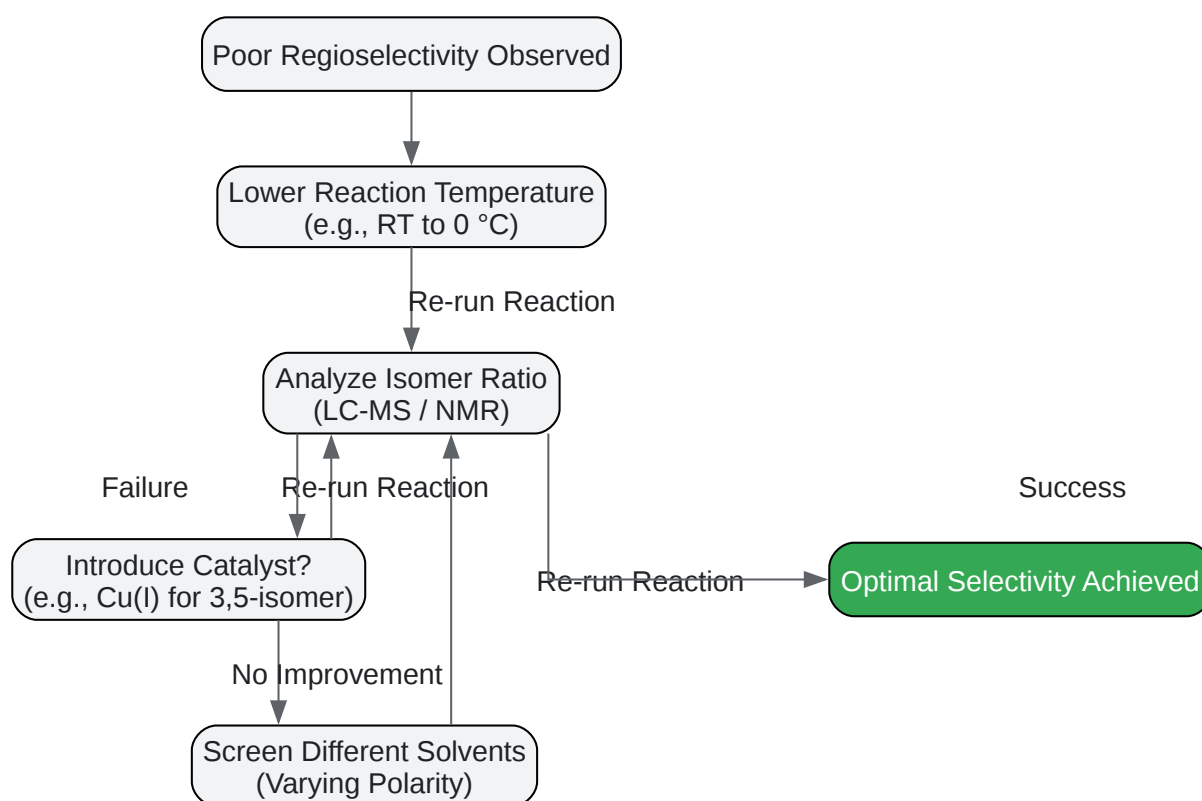 Poor Regioselectivity Observed
Lower Reaction Temperature
(e.g., RT to 0 °C)
Re-run Reaction
Analyze Isomer Ratio
(LC-MS / NMR)
Failure
Re-run Reaction
Success
Introduce Catalyst?
(e.g., Cu(I) for 3,5-isomer)
Re-run Reaction
Optimal Selectivity Achieved
No Improvement
Screen Different Solvents
(Varying Polarity)